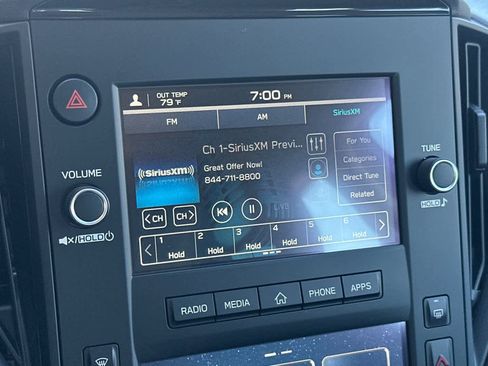 OUT TEMP
79°F
7:00 PM
FM
AM
SiriusXM
Ch 1-SiriusXM Previ...
Great Offer Now!
844-711-8800
((SiriusXM))
For You
Categories
Direct Tune
Related
< CH
CH >
LIVE
1 2 3 4 5 6
Hold Hold Hold Hold Hold Hold
VOLUME
/HOLD/
TUNE
HOLD
RADIO
MEDIA
PHONE
APPS